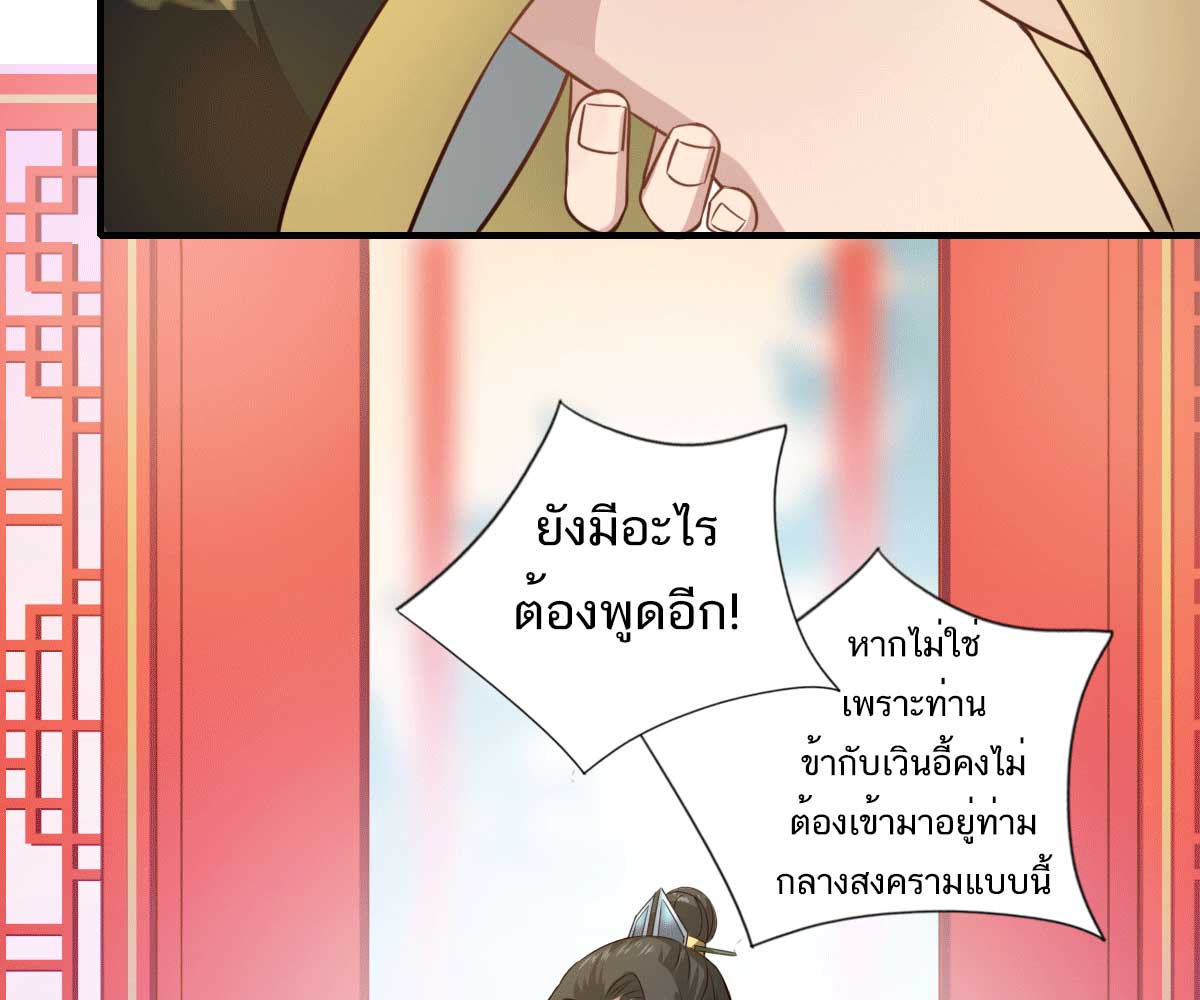 ยังมีอะไร
ต้องพูดอีก!
หากไม่ใช่
เพราะท่าน
ข้ากับเวินอี้คงไม่
ต้องเข้ามาอยู่ท่าม
กลางสงครามแบบนี้